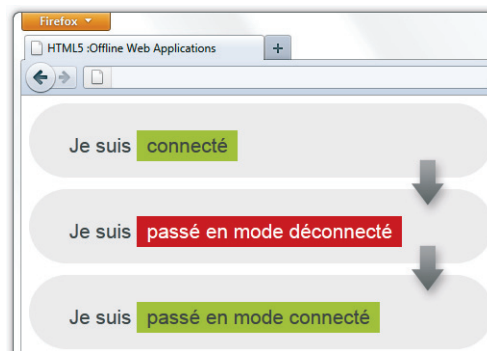 Firefox
HTML5 :Offline Web Applications
Je suis connecté
Je suis passé en mode déconnecté
Je suis passé en mode connecté